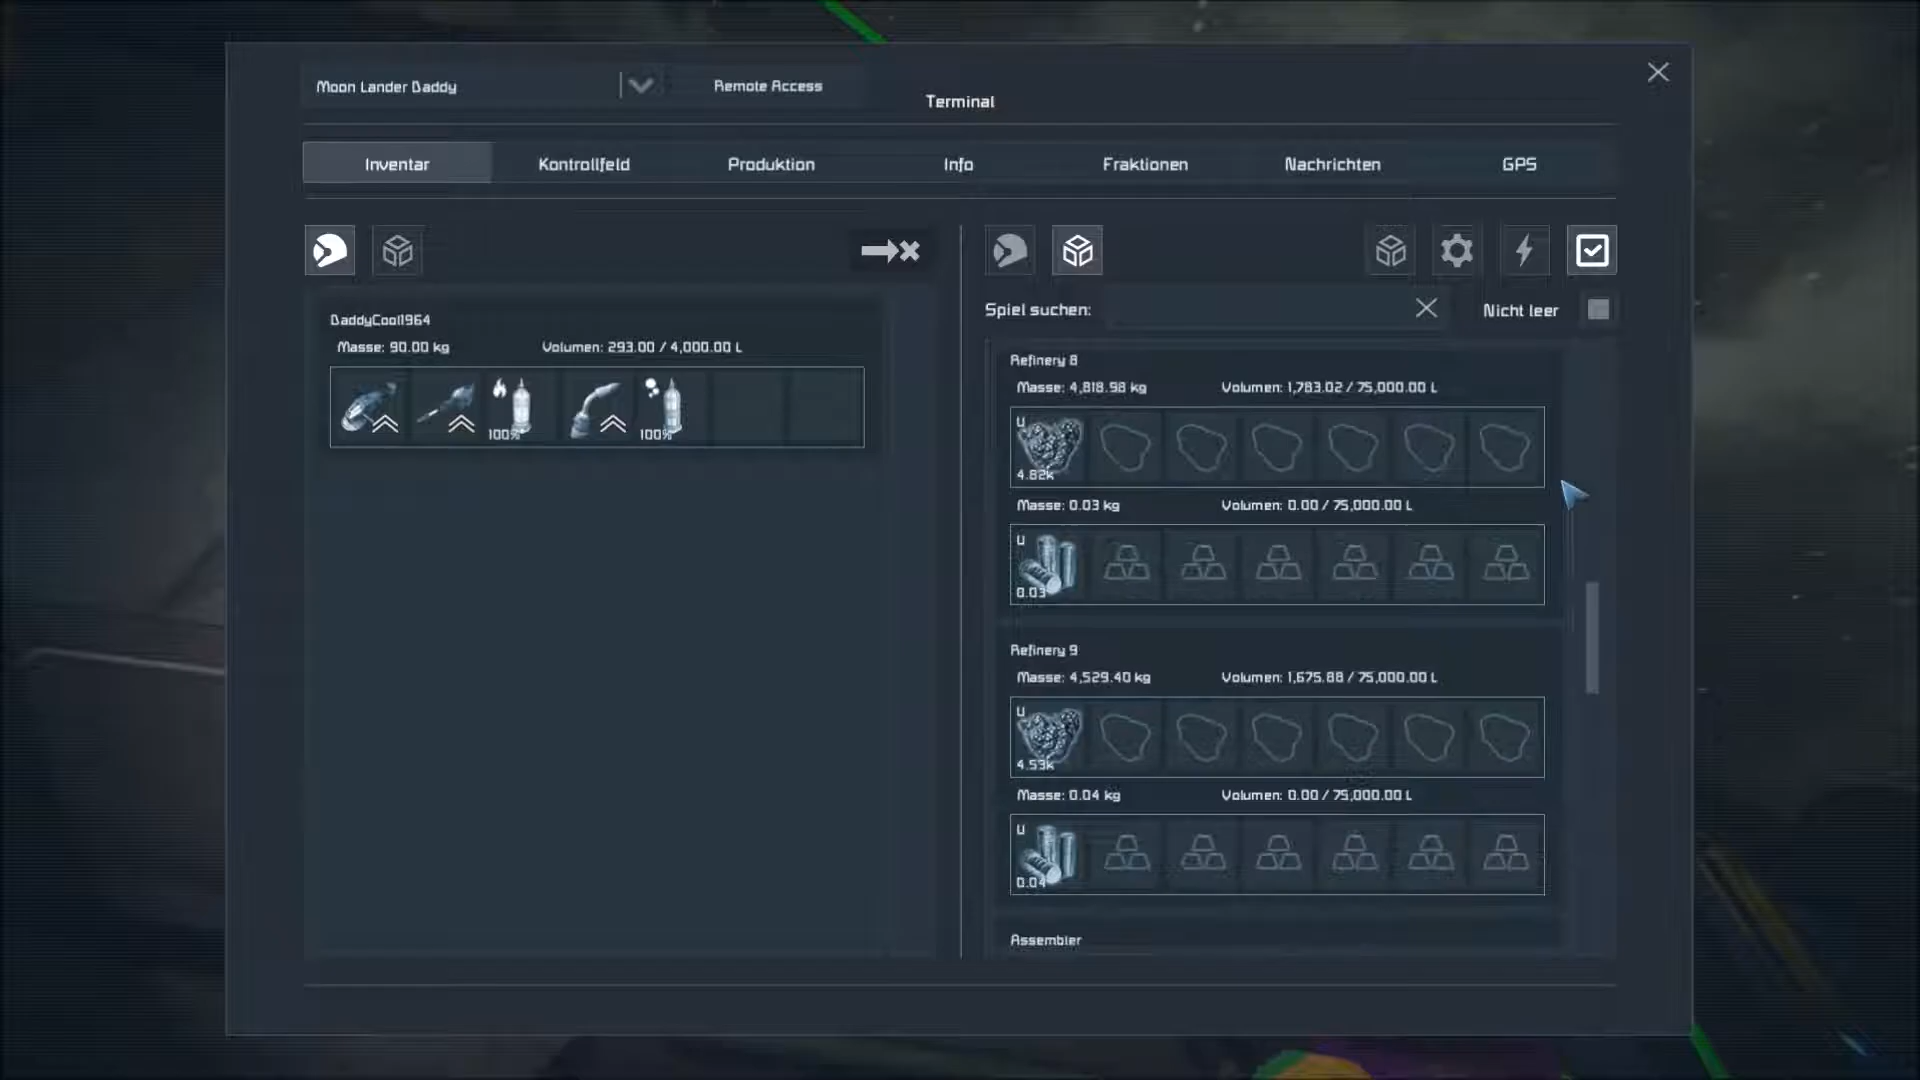 Moon Lander Daddy
Remote Access
Terminal
Inventar
Kontrollfeld
Produktion
Info
Fraktionen
Nachrichten
GPS
DaddyCool1964
Masse: 90.00 kg
Volumen: 293.00 / 4,000.00 L
100%
100%
Spiel suchen:
Nicht leer
Refinery 8
Masse: 4,818.98 kg
Volumen: 1,783.02 / 75,000.00 L
U
4.82k
Masse: 0.03 kg
Volumen: 0.00 / 75,000.00 L
U
0.03
Refinery 9
Masse: 4,529.40 kg
Volumen: 1,675.88 / 75,000.00 L
U
4.53k
Masse: 0.04 kg
Volumen: 0.00 / 75,000.00 L
U
0.04
Assembler